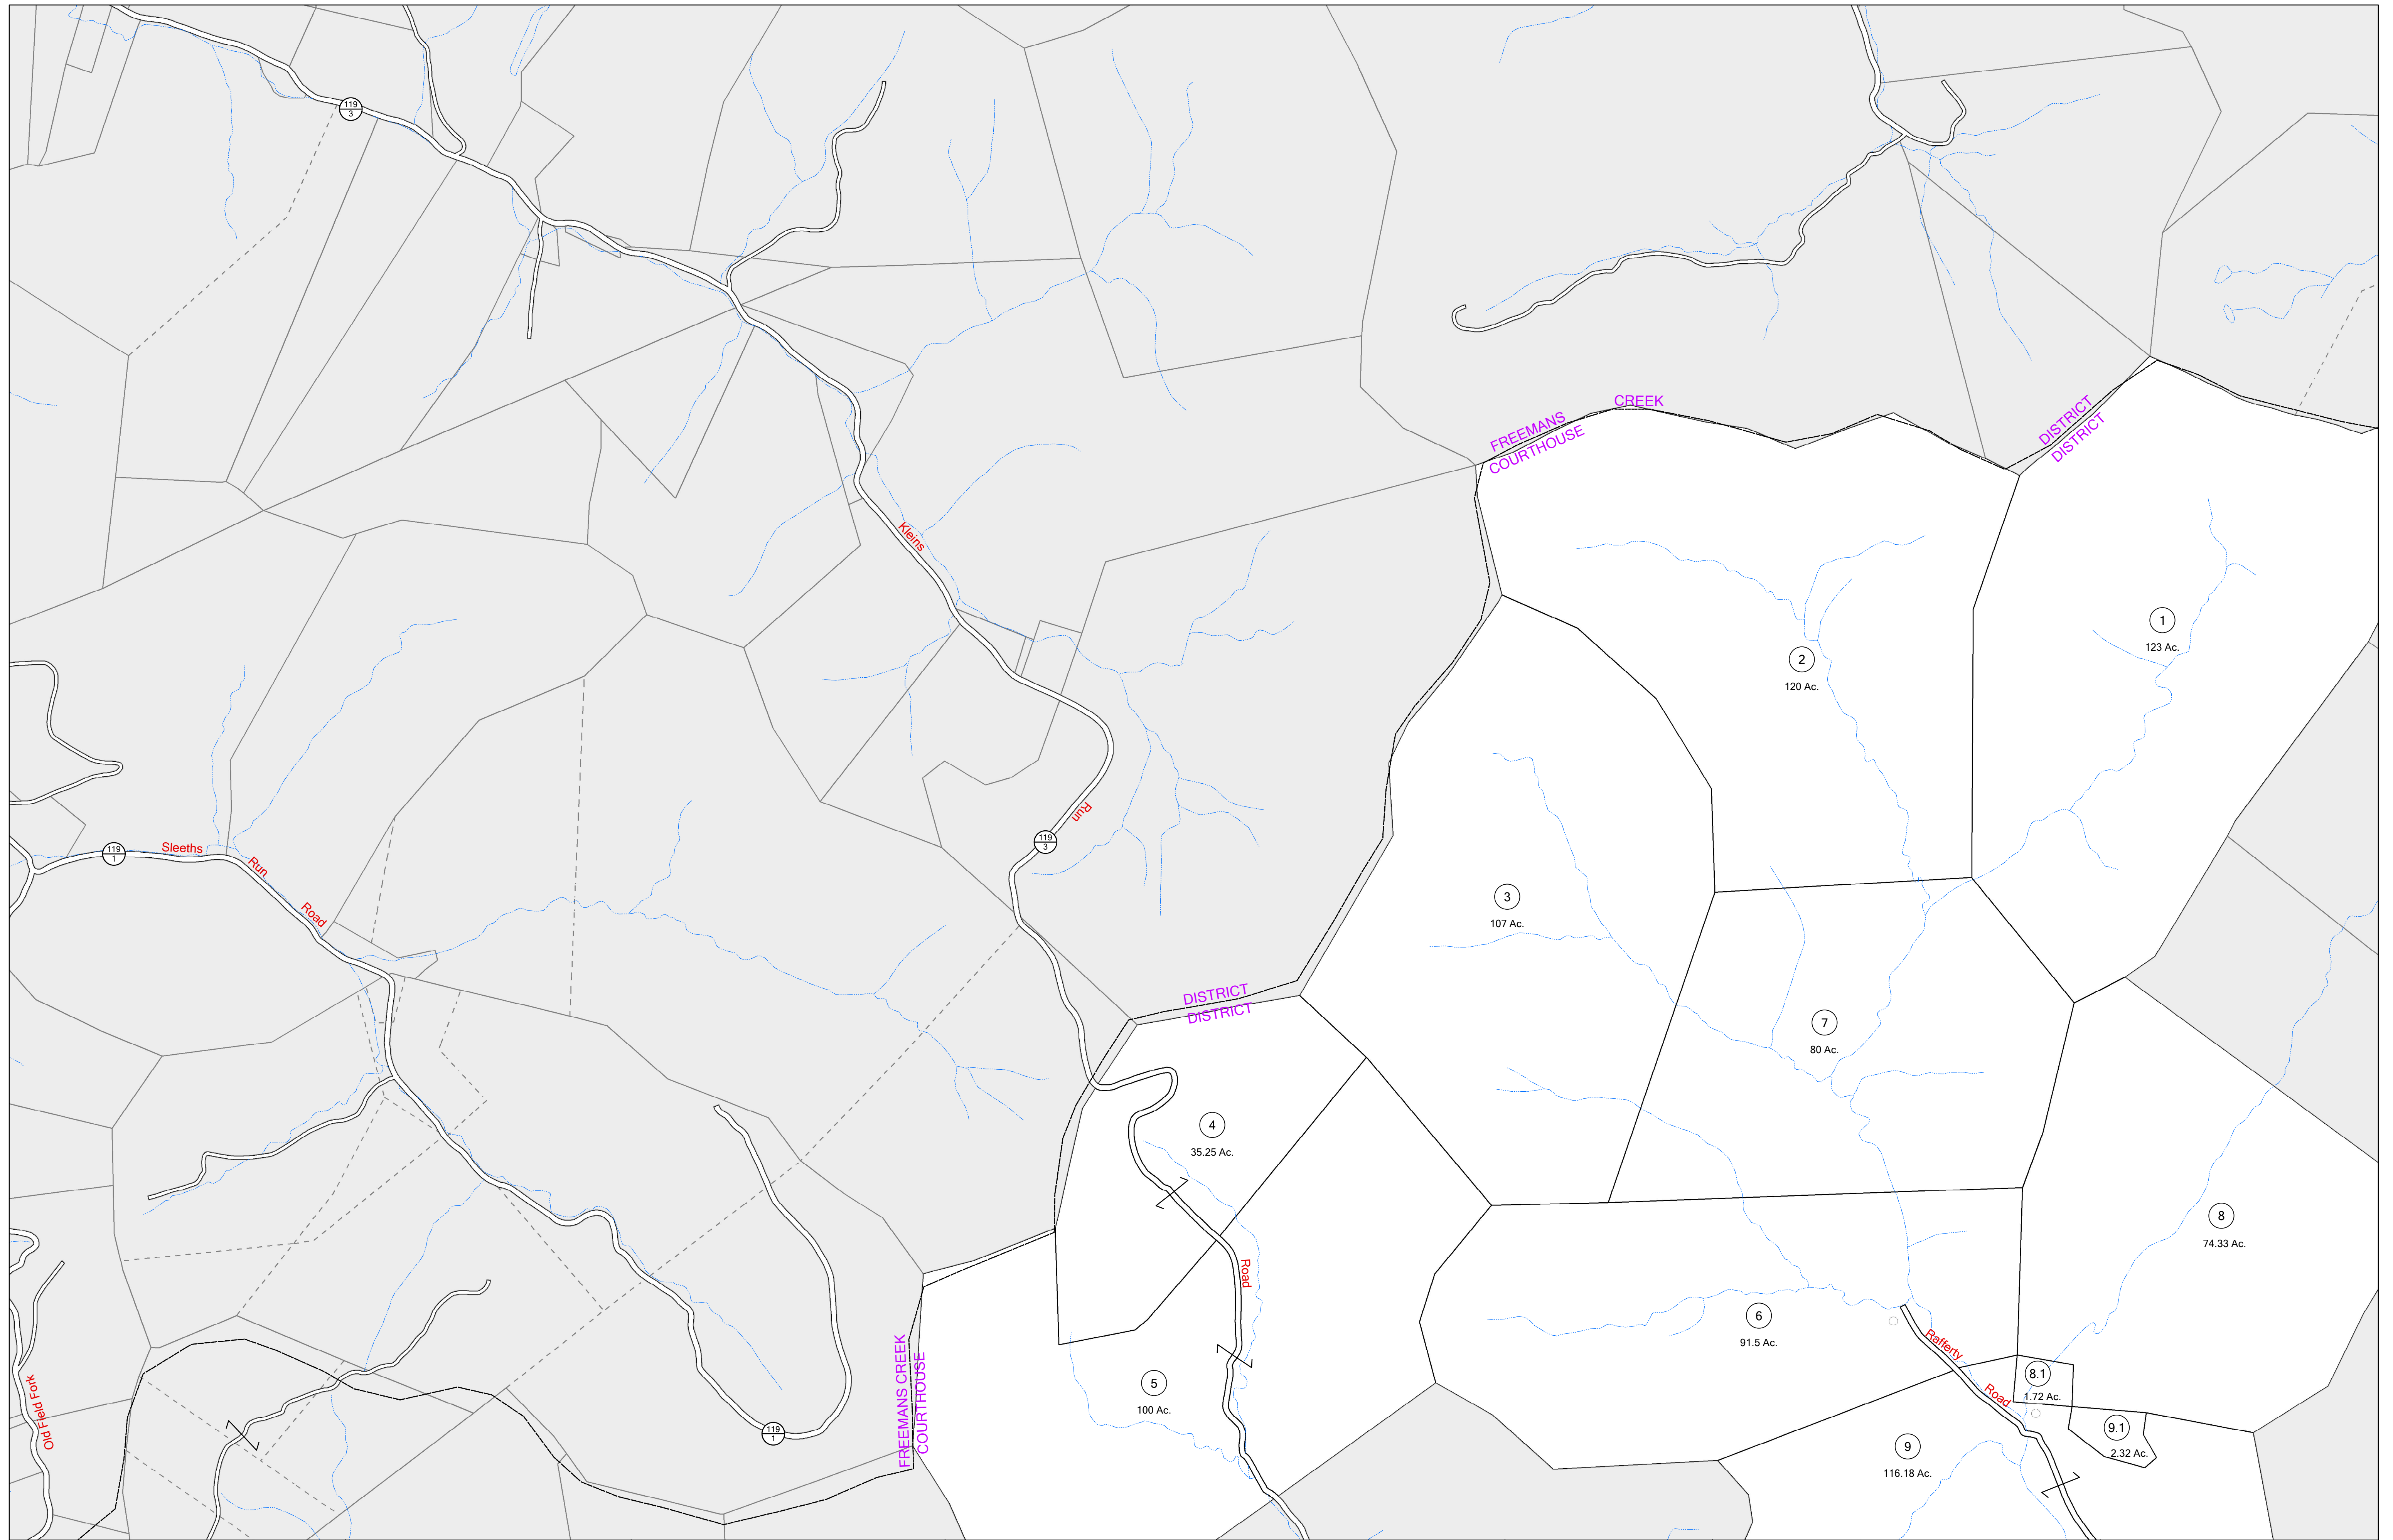 119
3
CREEK
FREEMANS
COURTHOUSE
DISTRICT
DISTRICT
Kleins
1
123 Ac.
2
120 Ac.
Run
119
3
119
1
Sleeths
Run
Road
3
107 Ac.
DISTRICT
DISTRICT
7
80 Ac.
4
35.25 Ac.
8
74.33 Ac.
Road
6
91.5 Ac.
Rafferty
Road
8.1
1.72 Ac.
5
100 Ac.
FREEMANS CREEK
COURTHOUSE
Old Field Fork
119
1
9.1
2.32 Ac.
9
116.18 Ac.